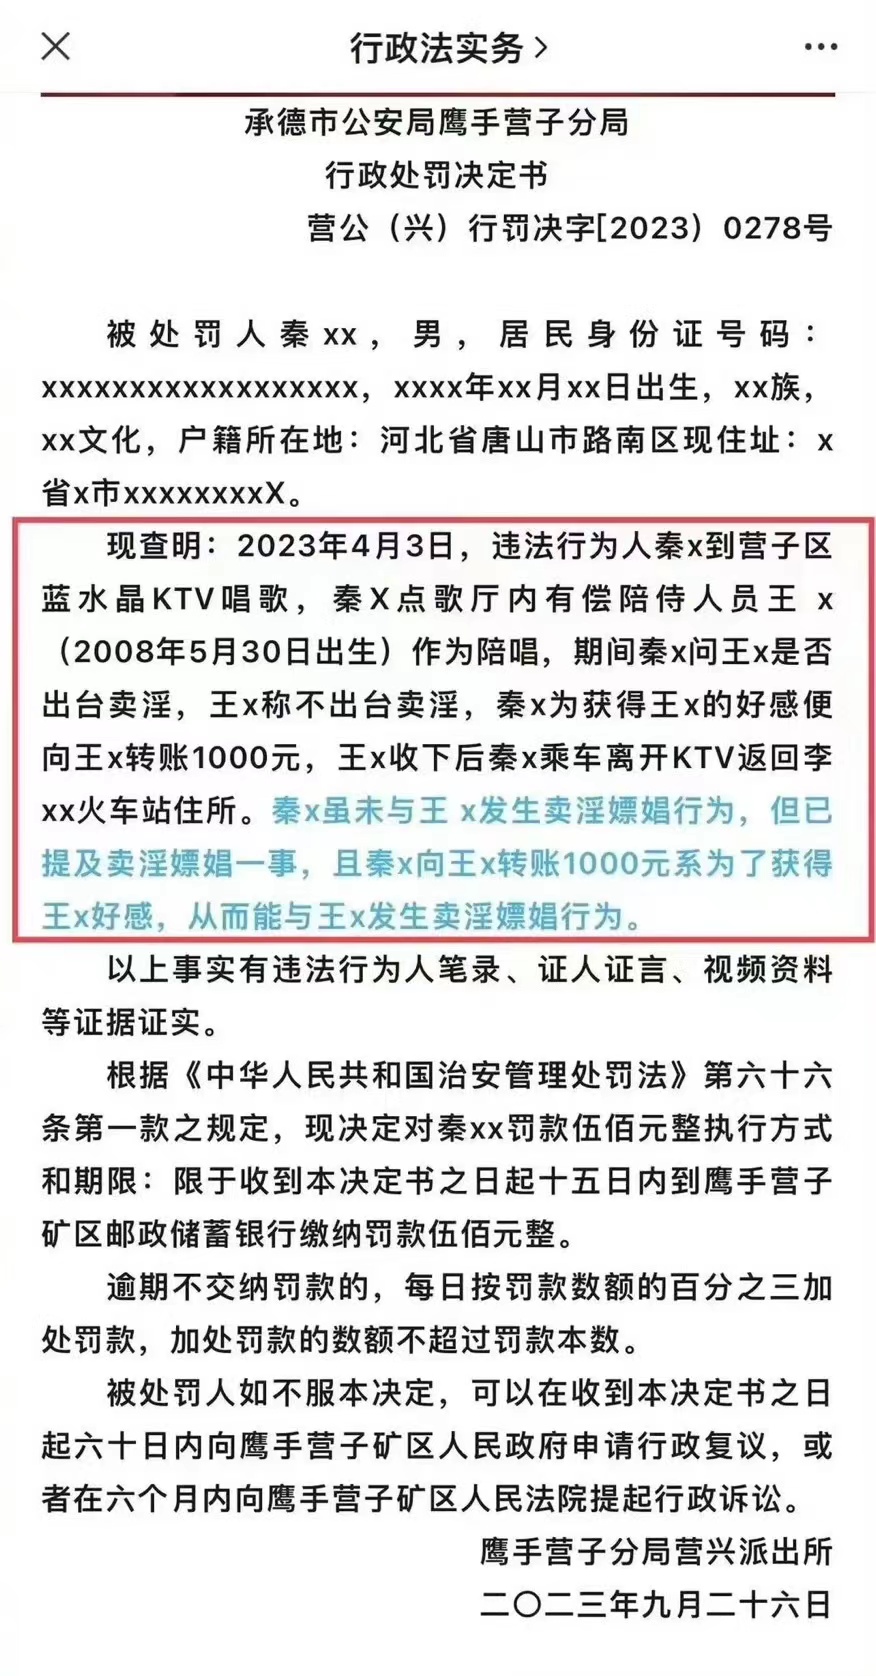 行政法实务
承德市公安局鹰手营子分局
行政处罚决定书
营公（兴）行罚决字[2023）0278号
被处罚人秦xx，男，居民身份证号码：
xxxxxxxxxxxxxxxxxx，xxxx年xx月xx日出生，xx族，
xx文化，户籍所在地：河北省唐山市路南区现住址：x
省x市xxxxxxxxX。
现查明：2023年4月3日，违法行为人秦x到营子区
蓝水晶KTV唱歌，秦X点歌厅内有偿陪侍人员王 x
（2008年5月30日出生）作为陪唱，期间秦x问王x是否
出台卖淫，王x称不出台卖淫，秦x为获得王x的好感便
向王x转账1000元，王x收下后秦x乘车离开KTV返回李
xx火车站住所。秦x虽未与王 x发生卖淫嫖娼行为，但已
提及卖淫嫖娼一事，且秦x向王x转账1000元系为了获得
王x好感，从而能与王x发生卖淫嫖娼行为。
以上事实有违法行为人笔录、证人证言、视频资料
等证据证实。
根据《中华人民共和国治安管理处罚法》第六十六
条第一款之规定，现决定对秦xx罚款伍佰元整执行方式
和期限：限于收到本决定书之日起十五日内到鹰手营子
矿区邮政储蓄银行缴纳罚款伍佰元整。
逾期不交纳罚款的，每日按罚款数额的百分之三加
处罚款，加处罚款的数额不超过罚款本数。
被处罚人如不服本决定，可以在收到本决定书之日
起六十日内向鹰手营子矿区人民政府申请行政复议，或
者在六个月内向鹰手营子矿区人民法院提起行政诉讼。
鹰手营子分局营兴派出所
二〇二三年九月二十六日